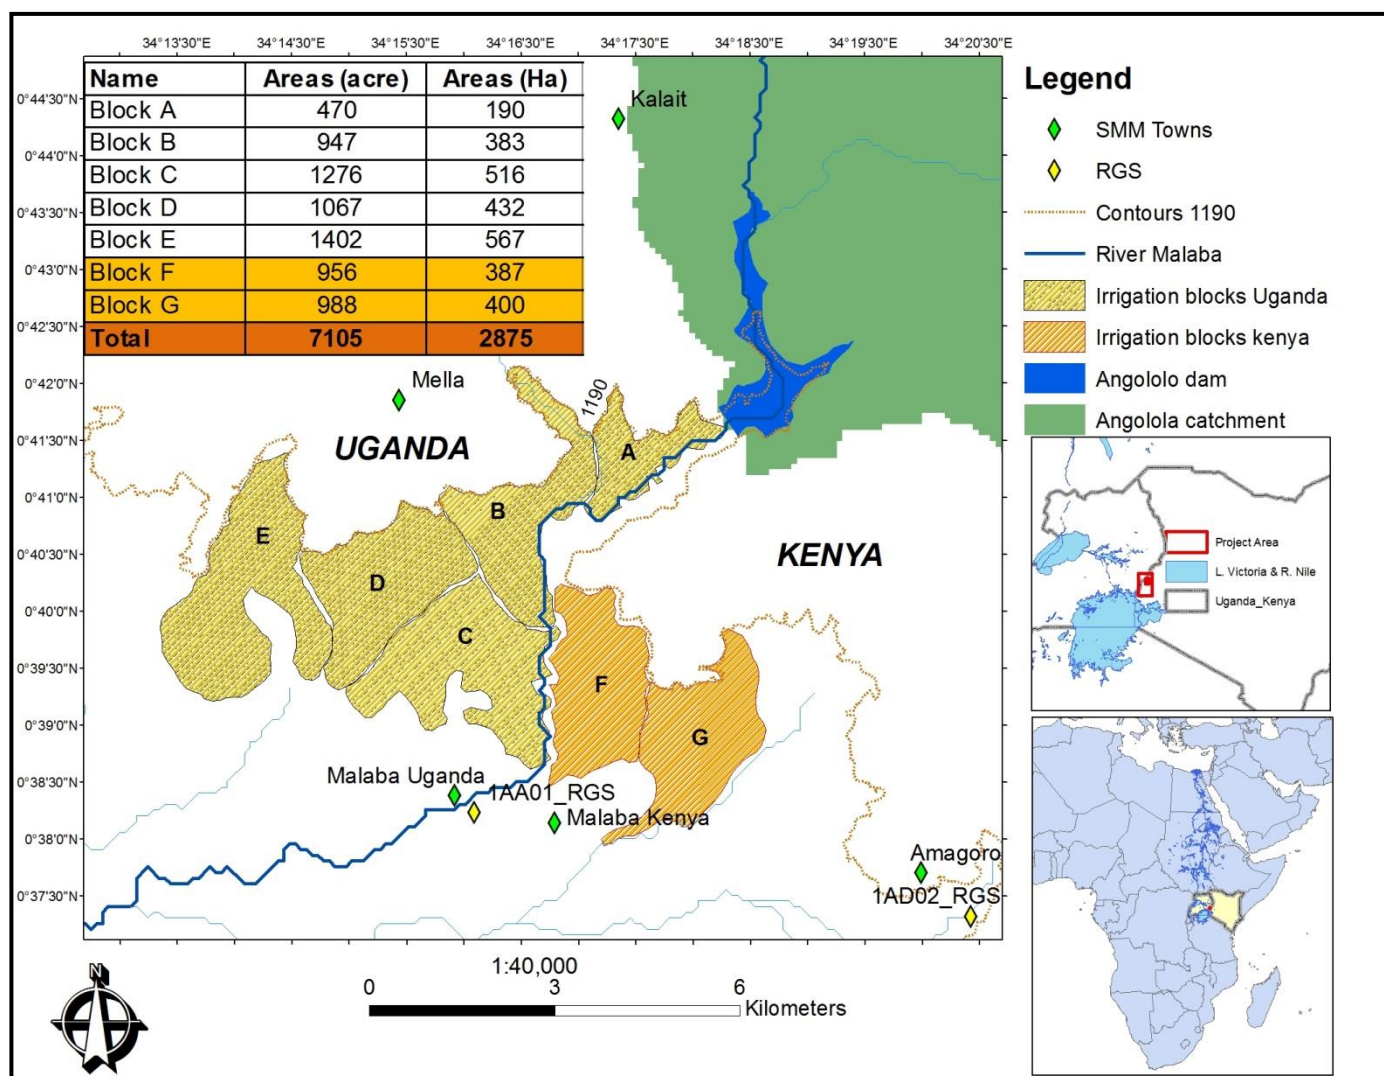 34°13'30"E 34°14'30"E 34°15'30"E 34°16'30"E 34°17'30"E 34°18'30"E 34°19'30"E 34°20'30"E
Name Areas (acre) Areas (Ha)
Block A 470 190
Block B 947 383
Block C 1276 516
Block D 1067 432
Block E 1402 567
Block F 956 387
Block G 988 400
Total 7105 2875
0°44'30"N
0°44'0"N
0°43'30"N
0°43'0"N
0°42'30"N
0°42'0"N
0°41'30"N
0°41'0"N
0°40'30"N
0°40'0"N
0°39'30"N
0°39'0"N
0°38'30"N
0°38'0"N
0°37'30"N
Kalait
Mella
1190
UGANDA
A
B
E
KENYA
D
C
F
G
Malaba Uganda
1AA01_RGS
Malaba Kenya
Amagoro
1AD02_RGS
Legend
SMM Towns
RGS
Contours 1190
River Malaba
Irrigation blocks Uganda
Irrigation blocks kenya
Angololo dam
Angolola catchment
Project Area
L. Victoria & R. Nile
Uganda_Kenya
N
1:40,000
0 3 6
Kilometers